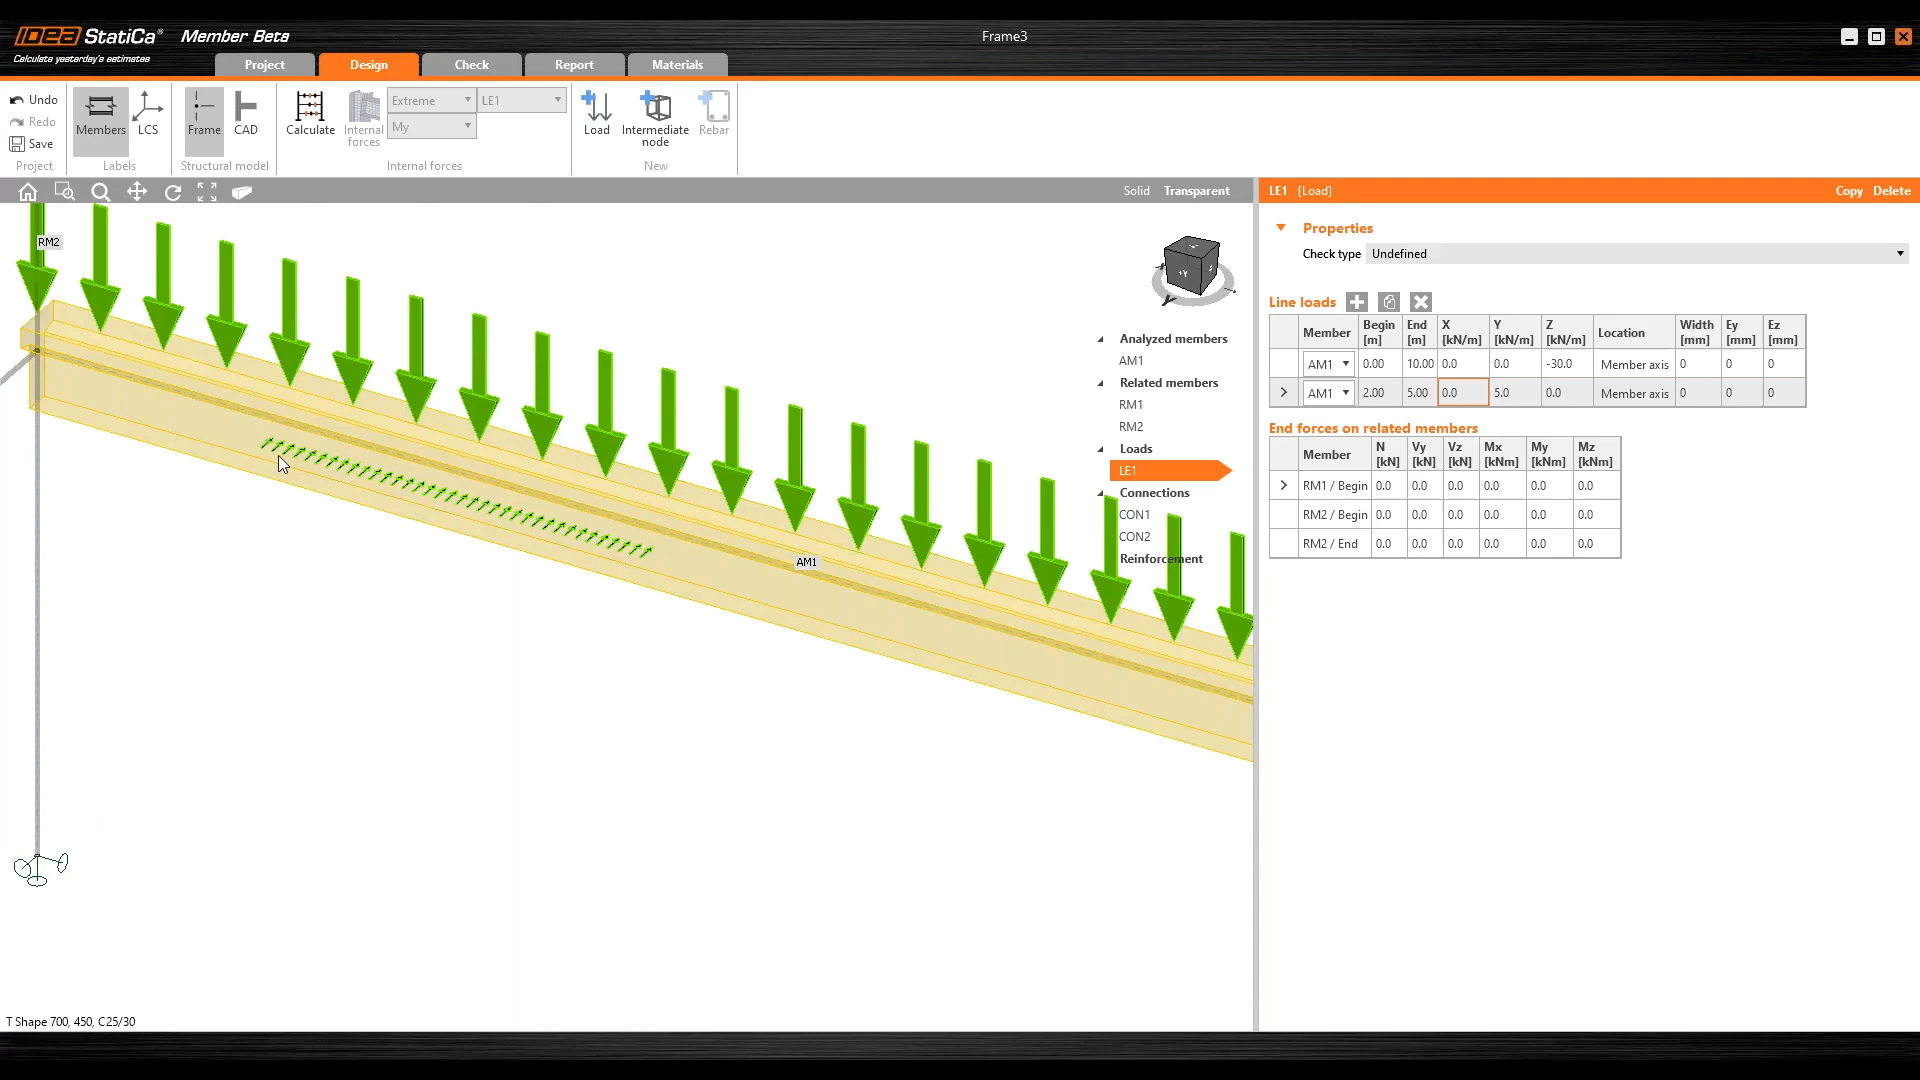 IDEA StatiCa® Member Beta
Calculate yesterday's estimates
Frame3
Project Design Check Report Materials
Undo
Redo
Save
Project
Members LCS
Labels
Frame CAD
Structural model
Calculate Internal forces
Extreme LE1
My
Internal forces
Load Intermediate node Rebar
New
Solid Transparent
RM2
AM1
+Y
Analyzed members
AM1
Related members
RM1
RM2
Loads
LE1
Connections
CON1
CON2
Reinforcement
T Shape 700, 450, C25/30
LE1 [Load] Copy Delete
Properties
Check type Undefined
Line loads
Member Begin [m] End [m] X [kN/m] Y [kN/m] Z [kN/m] Location Width [mm] Ey [mm] Ez [mm]
AM1 0.00 10.00 0.0 0.0 -30.0 Member axis 0 0 0
> AM1 2.00 5.00 0.0 5.0 0.0 Member axis 0 0 0
End forces on related members
Member N [kN] Vy [kN] Vz [kN] Mx [kNm] My [kNm] Mz [kNm]
> RM1 / Begin 0.0 0.0 0.0 0.0 0.0 0.0
RM2 / Begin 0.0 0.0 0.0 0.0 0.0 0.0
RM2 / End 0.0 0.0 0.0 0.0 0.0 0.0